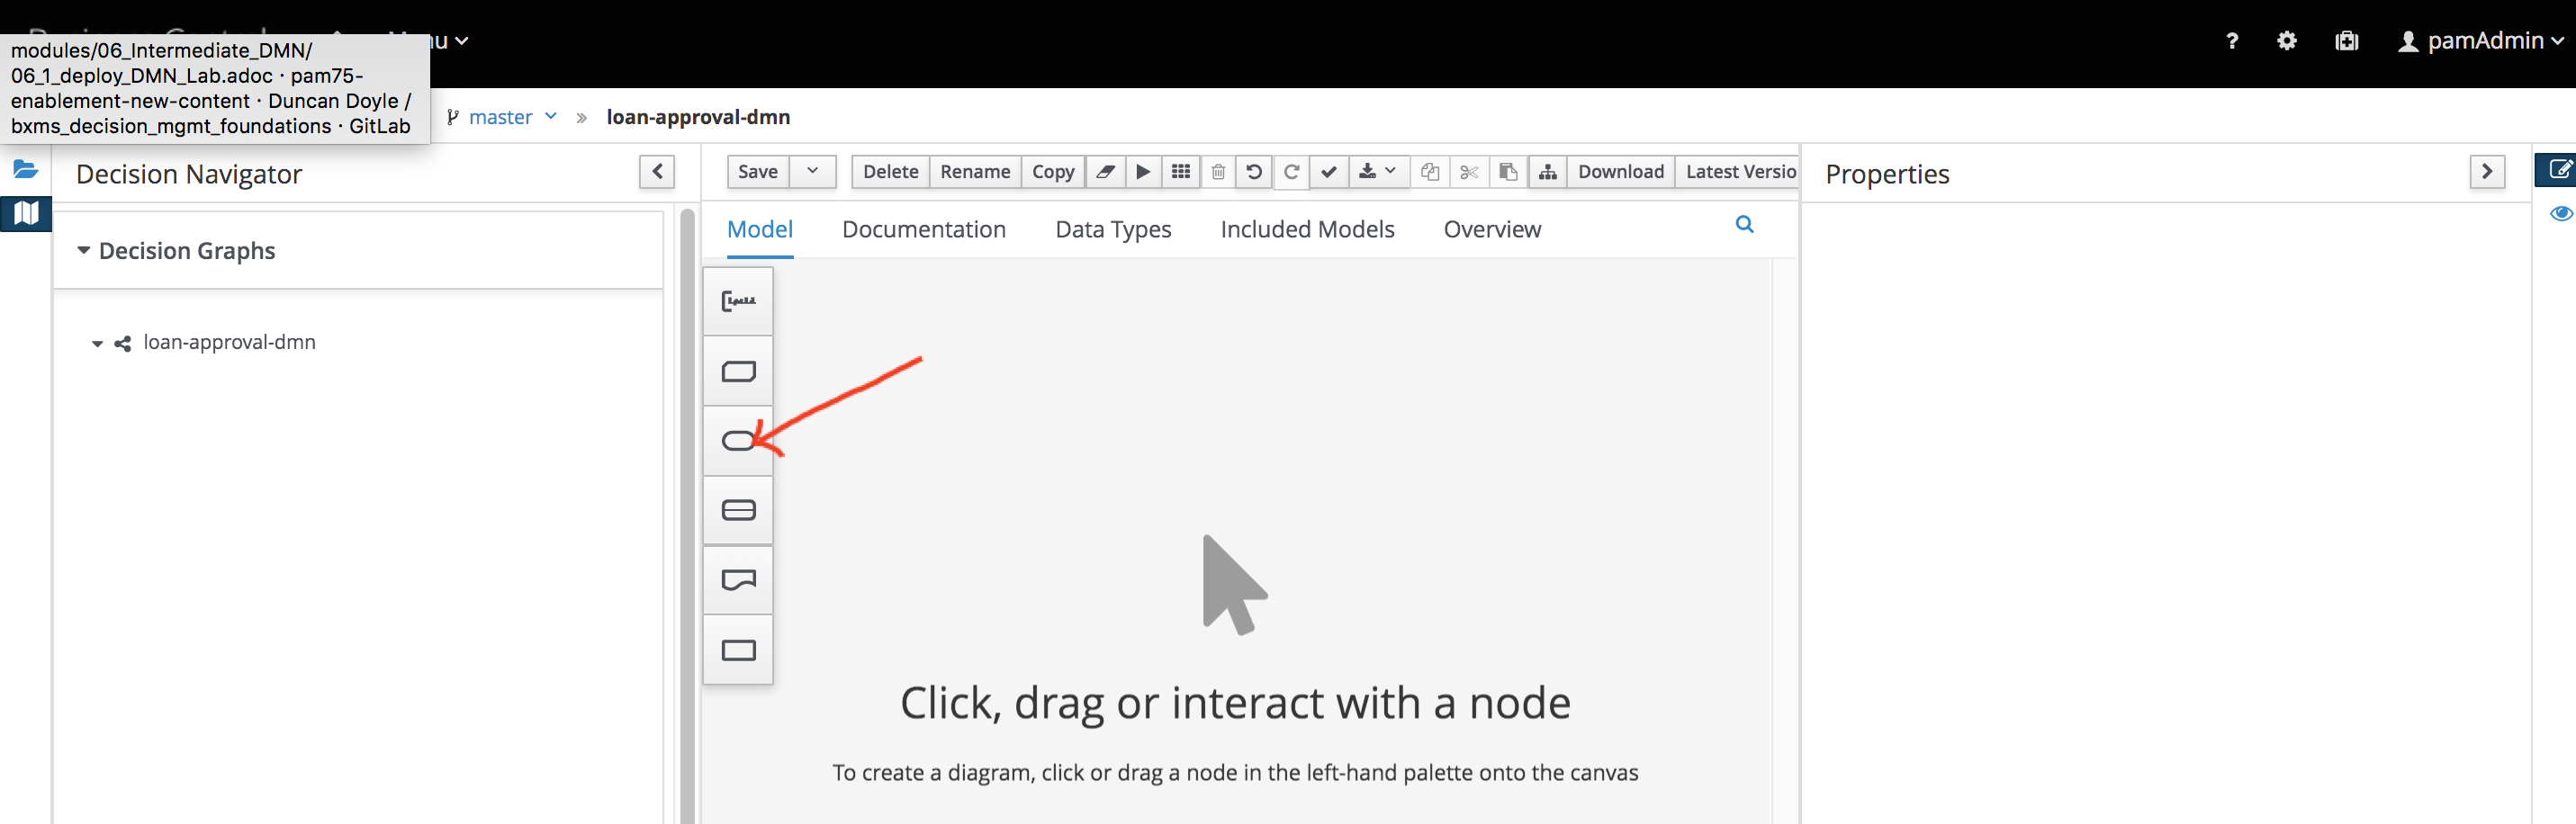 modules/06_Intermediate_DMN/
06_1_deploy_DMN_Lab.adoc · pam75-
enablement-new-content · Duncan Doyle /
bxms_decision_mgmt_foundations · GitLab
? pamAdmin
master » loan-approval-dmn
Decision Navigator
Save Delete Rename Copy Download Latest Versio
Properties
Model Documentation Data Types Included Models Overview
Decision Graphs
loan-approval-dmn
Click, drag or interact with a node
To create a diagram, click or drag a node in the left-hand palette onto the canvas